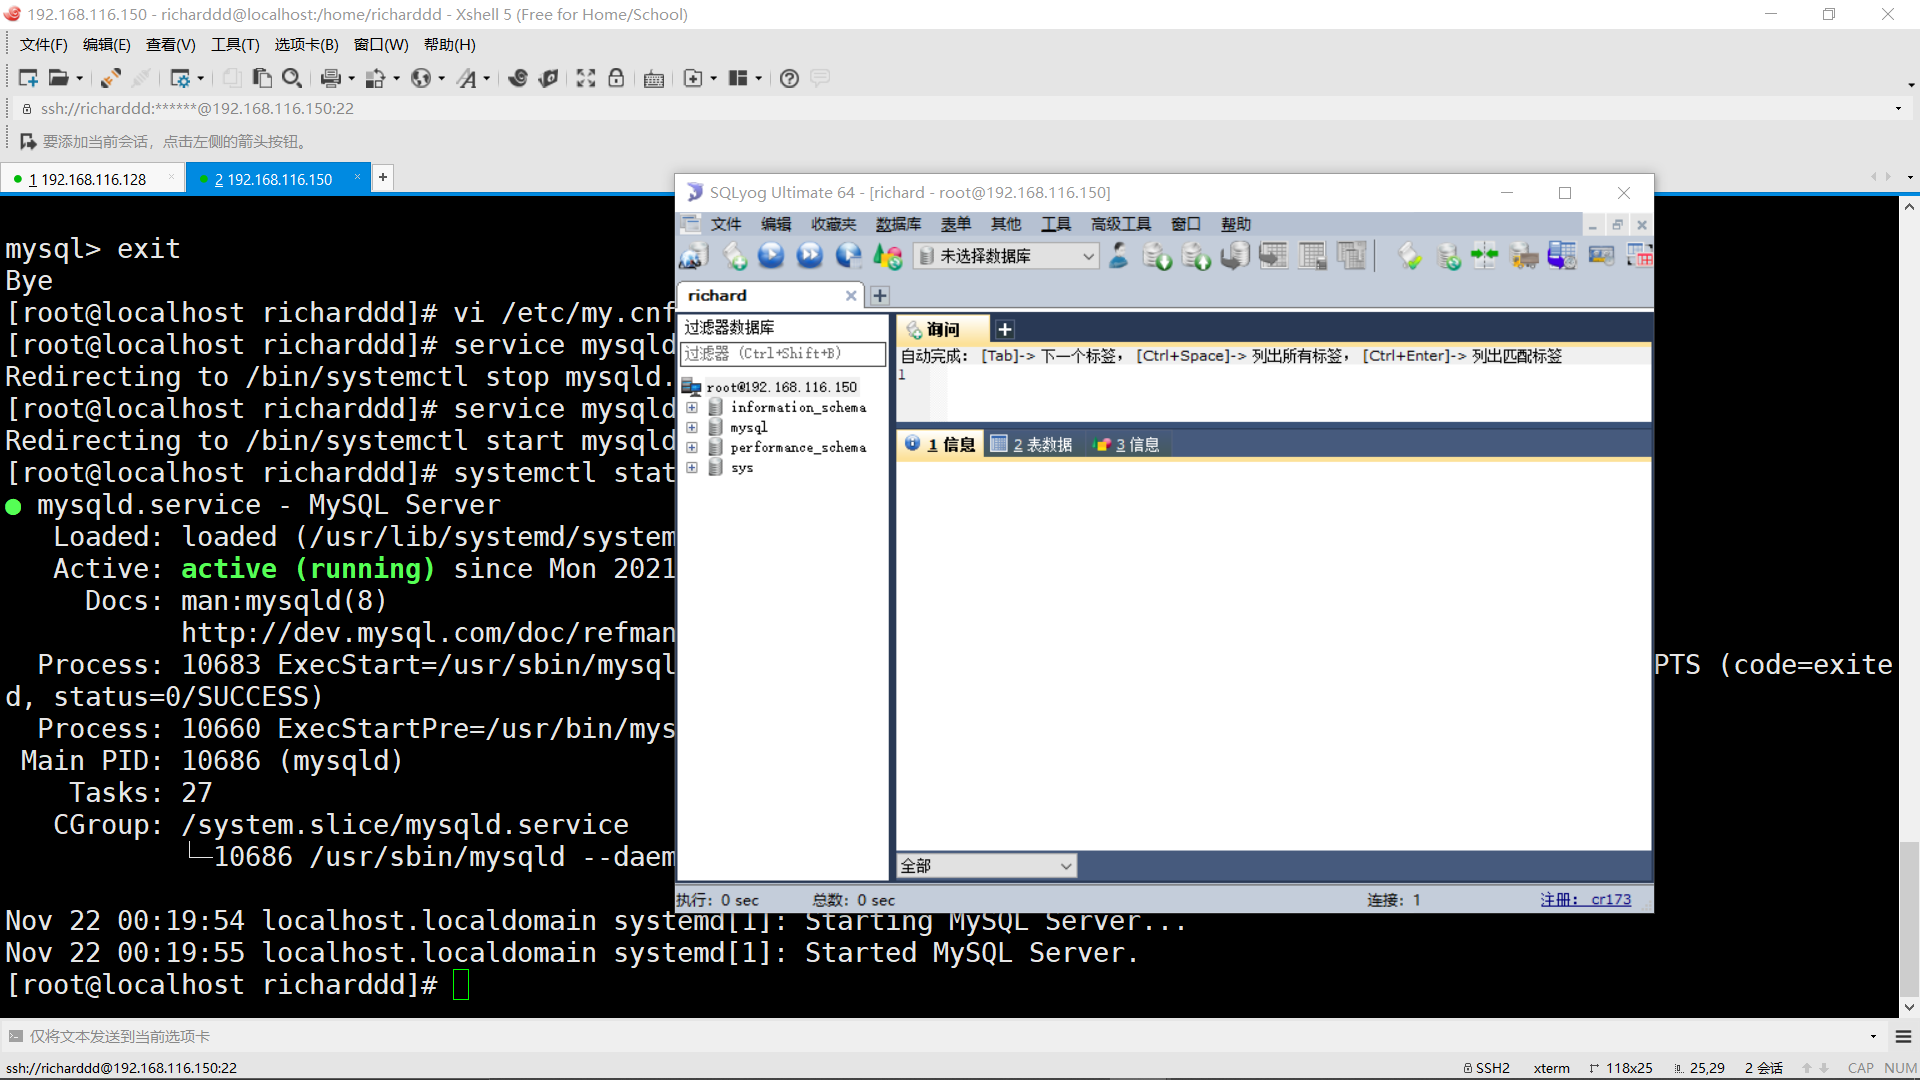 192.168.116.150 - richarddd@localhost:/home/richarddd - Xshell 5 (Free for Home/School)
文件(F) 编辑(E) 查看(V) 工具(T) 选项卡(B) 窗口(W) 帮助(H)
ssh://richarddd:******@192.168.116.150:22
要添加当前会话，点击左侧的箭头按钮。
1 192.168.116.128
2 192.168.116.150
mysql> exit
Bye
[root@localhost richarddd]# vi /etc/my.cnf
[root@localhost richarddd]# service mysqld
Redirecting to /bin/systemctl stop mysqld.
[root@localhost richarddd]# service mysqld
Redirecting to /bin/systemctl start mysqld
[root@localhost richarddd]# systemctl stat
● mysqld.service - MySQL Server
Loaded: loaded (/usr/lib/systemd/system
Active: active (running) since Mon 2021
Docs: man:mysqld(8)
http://dev.mysql.com/doc/refman
Process: 10683 ExecStart=/usr/sbin/mysql
PTS (code=exite
d, status=0/SUCCESS)
Process: 10660 ExecStartPre=/usr/bin/mys
Main PID: 10686 (mysqld)
Tasks: 27
CGroup: /system.slice/mysqld.service
└─10686 /usr/sbin/mysqld --daem
Nov 22 00:19:54 localhost.localdomain systemd[1]: Starting MySQL Server...
Nov 22 00:19:55 localhost.localdomain systemd[1]: Started MySQL Server.
[root@localhost richarddd]#
SQLyog Ultimate 64 - [richard - root@192.168.116.150]
文件 编辑 收藏夹 数据库 表单 其他 工具 高级工具 窗口 帮助
未选择数据库
richard
过滤器数据库
过滤器 (Ctrl+Shift+B)
root@192.168.116.150
information_schema
mysql
performance_schema
sys
询问
自动完成: [Tab]-> 下一个标签， [Ctrl+Space]-> 列出所有标签， [Ctrl+Enter]-> 列出匹配标签
1
1 信息 2 表数据 3 信息
全部
执行: 0 sec 总数: 0 sec 连接: 1 注册: cr173
仅将文本发送到当前选项卡
ssh://richarddd@192.168.116.150:22 SSH2 xterm 118x25 25,29 2 会话 CAP NUM